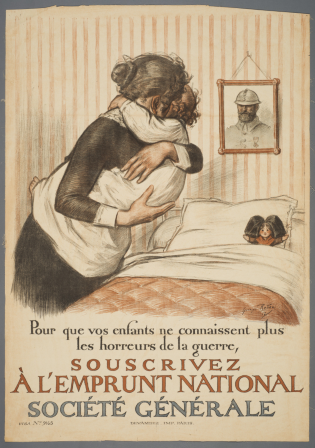 Pour que vos enfants ne connaissent plus
les horreurs de la guerre,
SOUSCRIVEZ
À L'EMPRUNT NATIONAL
SOCIÉTÉ GÉNÉRALE